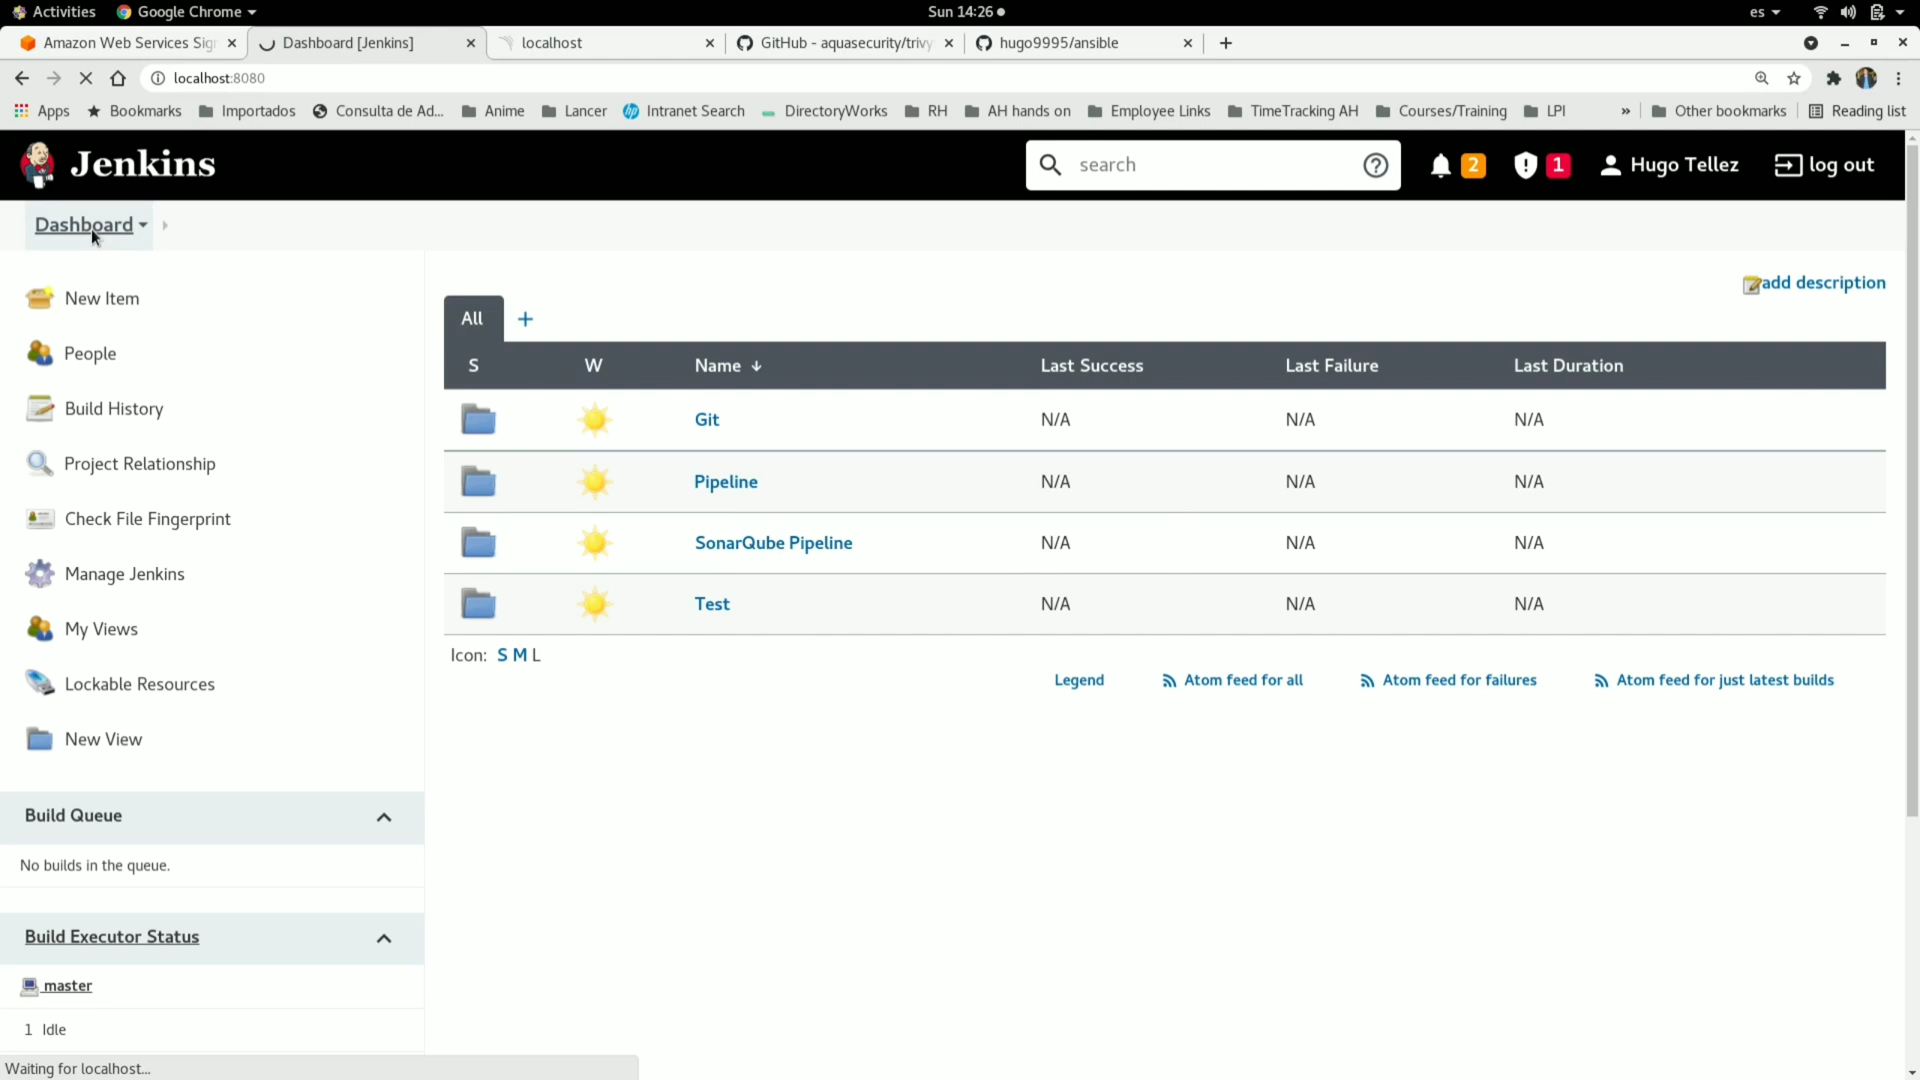 Activities Google Chrome Sun 14:26 es
Amazon Web Services Sign Dashboard [Jenkins] localhost GitHub - aquasecurity/trivy hugo9995/ansible
localhost:8080
Apps Bookmarks Importados Consulta de Ad... Anime Lancer Intranet Search DirectoryWorks RH AH hands on Employee Links TimeTracking AH Courses/Training LPI » Other bookmarks Reading list
Jenkins search 2 1 Hugo Tellez log out
Dashboard
add description
New Item
People
Build History
Project Relationship
Check File Fingerprint
Manage Jenkins
My Views
Lockable Resources
New View
All +
S W Name ↓ Last Success Last Failure Last Duration
Git N/A N/A N/A
Pipeline N/A N/A N/A
SonarQube Pipeline N/A N/A N/A
Test N/A N/A N/A
Icon: S M L
Legend Atom feed for all Atom feed for failures Atom feed for just latest builds
Build Queue
No builds in the queue.
Build Executor Status
master
1 Idle
Waiting for localhost...